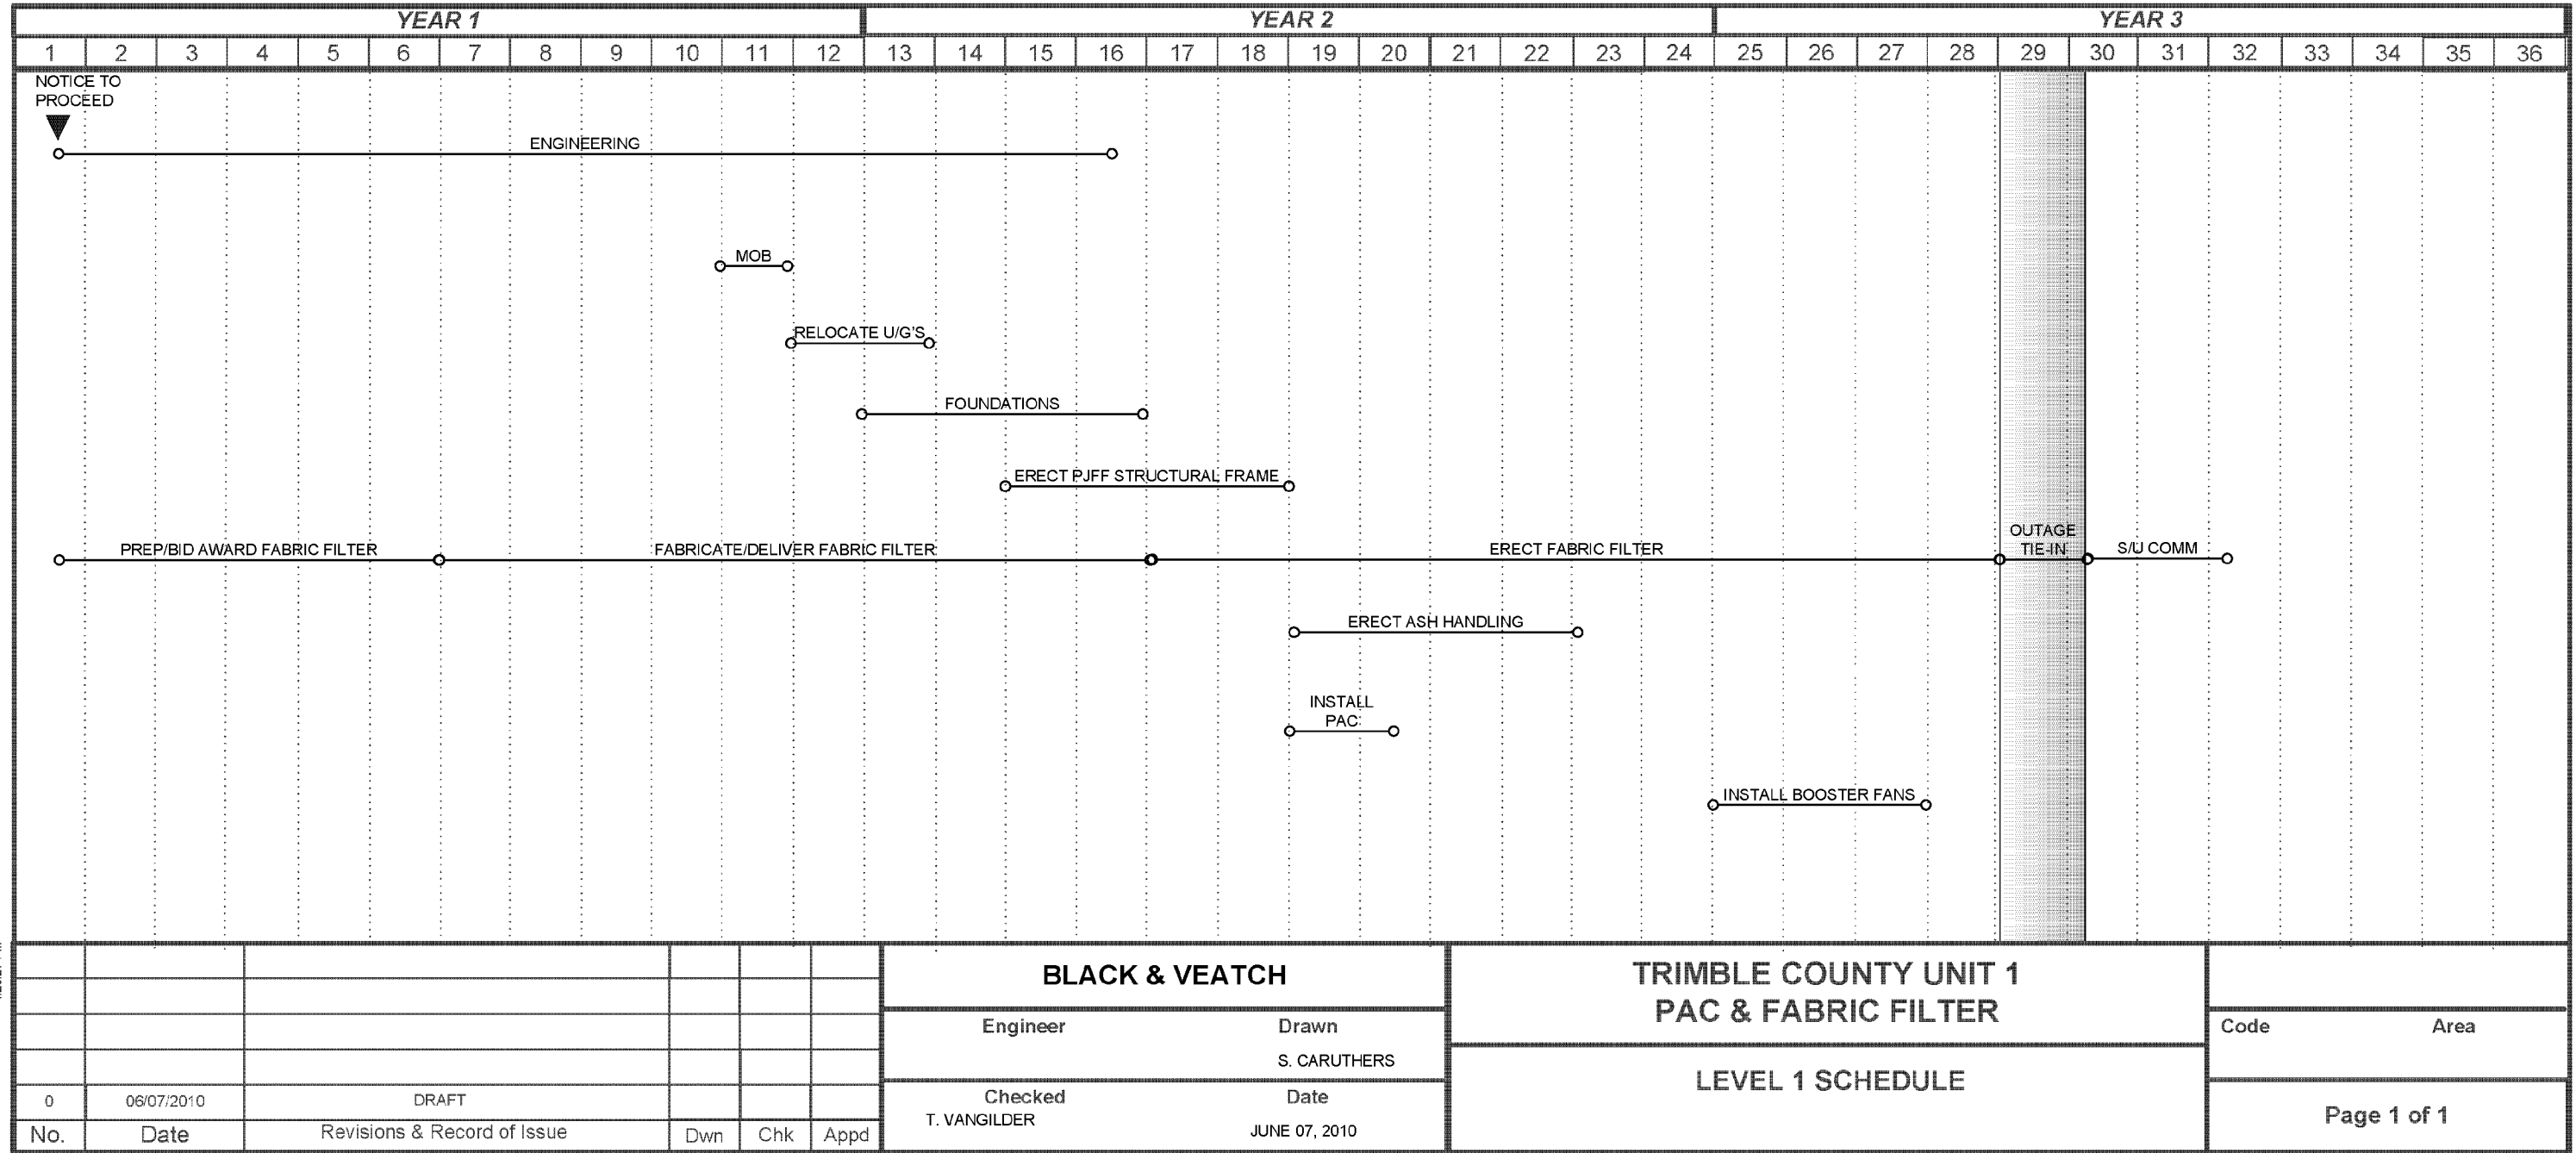 YEAR 1 YEAR 2 YEAR 3
1 2 3 4 5 6 7 8 9 10 11 12 13 14 15 16 17 18 19 20 21 22 23 24 25 26 27 28 29 30 31 32 33 34 35 36
NOTICE TO
PROCEED
ENGINEERING
MOB
RELOCATE U/G'S
FOUNDATIONS
ERECT PJFF STRUCTURAL FRAME
PREP/BID AWARD FABRIC FILTER FABRICATE/DELIVER FABRIC FILTER ERECT FABRIC FILTER
OUTAGE
TIE-IN
S/U COMM
ERECT ASH HANDLING
INSTALL
PAC
INSTALL BOOSTER FANS
0 06/07/2010 DRAFT
No. Date Revisions & Record of Issue Dwn Chk Appd
BLACK & VEATCH
Engineer Drawn
S. CARUTHERS
Checked Date
T. VANGILDER
JUNE 07, 2010
TRIMBLE COUNTY UNIT 1
PAC & FABRIC FILTER
LEVEL 1 SCHEDULE
Code Area
Page 1 of 1